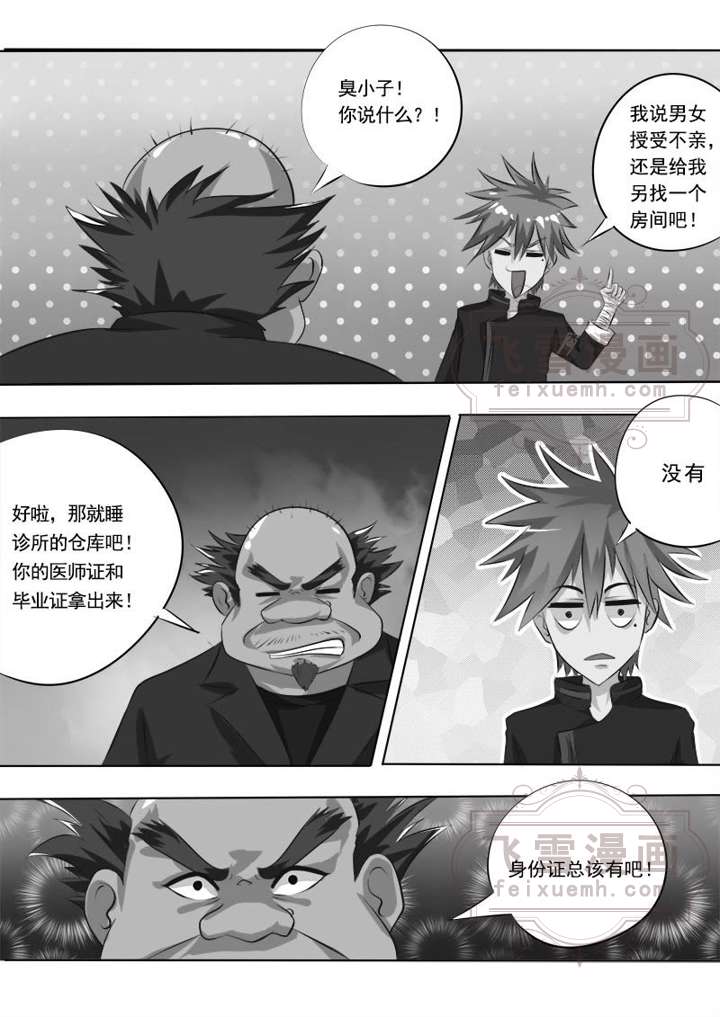 臭小子！
你说什么？！
我说男女
授受不亲，
还是给我
另找一个
房间吧！
飞雪漫画
feixuemh.com
好啦，那就睡
诊所的仓库吧！
你的医师证和
毕业证拿出来！
没有
身份证总该有吧！
飞雪漫画
feixuemh.com